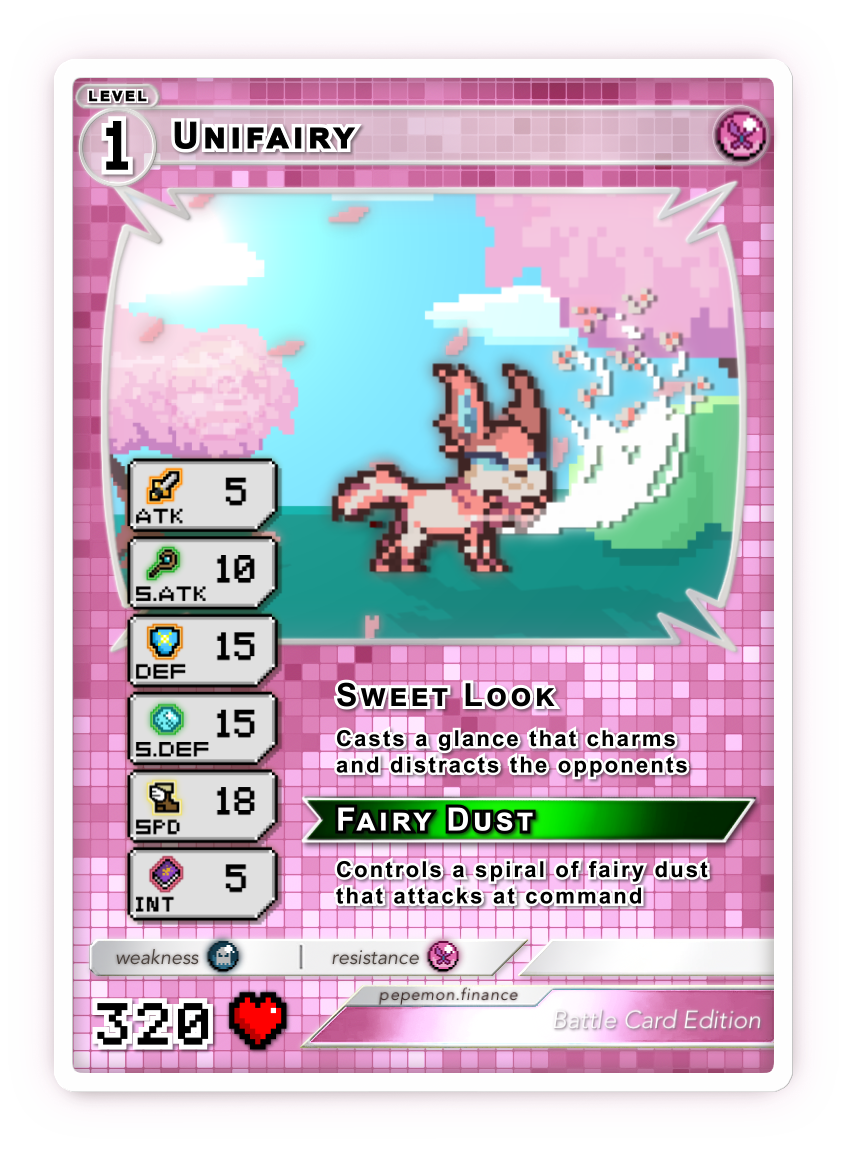 LEVEL
1 UNIFAIRY
5
ATK
10
S.ATK
15
DEF
15
S.DEF
18
SPD
5
INT
SWEET LOOK
Casts a glance that charms
and distracts the opponents
FAIRY DUST
Controls a spiral of fairy dust
that attacks at command
weakness | resistance
320
pepemon.finance
Battle Card Edition